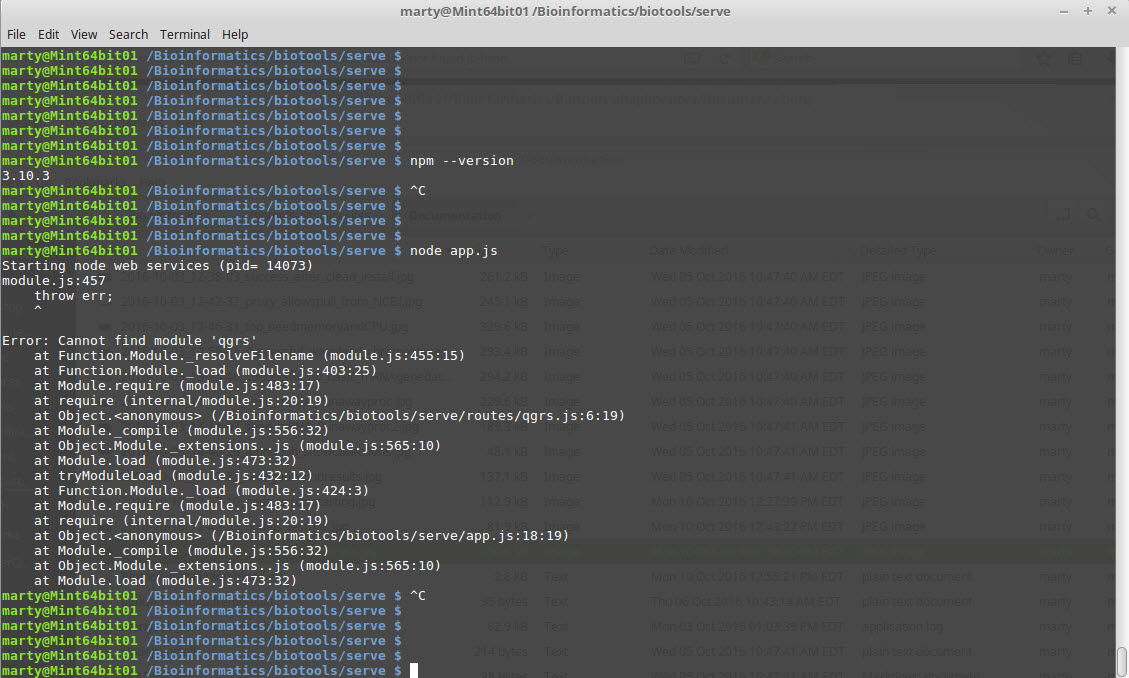 marty@Mint64bit01 /Bioinformatics/biotools/serve
File Edit View Search Terminal Help
marty@Mint64bit01 /Bioinformatics/biotools/serve $
marty@Mint64bit01 /Bioinformatics/biotools/serve $
marty@Mint64bit01 /Bioinformatics/biotools/serve $
marty@Mint64bit01 /Bioinformatics/biotools/serve $
marty@Mint64bit01 /Bioinformatics/biotools/serve $
marty@Mint64bit01 /Bioinformatics/biotools/serve $
marty@Mint64bit01 /Bioinformatics/biotools/serve $
marty@Mint64bit01 /Bioinformatics/biotools/serve $ npm --version
3.10.3
marty@Mint64bit01 /Bioinformatics/biotools/serve $ ^C
marty@Mint64bit01 /Bioinformatics/biotools/serve $
marty@Mint64bit01 /Bioinformatics/biotools/serve $
marty@Mint64bit01 /Bioinformatics/biotools/serve $
marty@Mint64bit01 /Bioinformatics/biotools/serve $ node app.js
Starting node web services (pid= 14073)
module.js:457
    throw err;
    ^
Error: Cannot find module 'qgrs'
    at Function.Module._resolveFilename (module.js:455:15)
    at Function.Module._load (module.js:403:25)
    at Module.require (module.js:483:17)
    at require (internal/module.js:20:19)
    at Object.<anonymous> (/Bioinformatics/biotools/serve/routes/qgrs.js:6:19)
    at Module._compile (module.js:556:32)
    at Object.Module._extensions..js (module.js:565:10)
    at Module.load (module.js:473:32)
    at tryModuleLoad (module.js:432:12)
    at Function.Module._load (module.js:424:3)
    at Module.require (module.js:483:17)
    at require (internal/module.js:20:19)
    at Object.<anonymous> (/Bioinformatics/biotools/serve/app.js:18:19)
    at Module._compile (module.js:556:32)
    at Object.Module._extensions..js (module.js:565:10)
    at Module.load (module.js:473:32)
marty@Mint64bit01 /Bioinformatics/biotools/serve $ ^C
marty@Mint64bit01 /Bioinformatics/biotools/serve $
marty@Mint64bit01 /Bioinformatics/biotools/serve $
marty@Mint64bit01 /Bioinformatics/biotools/serve $
marty@Mint64bit01 /Bioinformatics/biotools/serve $
marty@Mint64bit01 /Bioinformatics/biotools/serve $